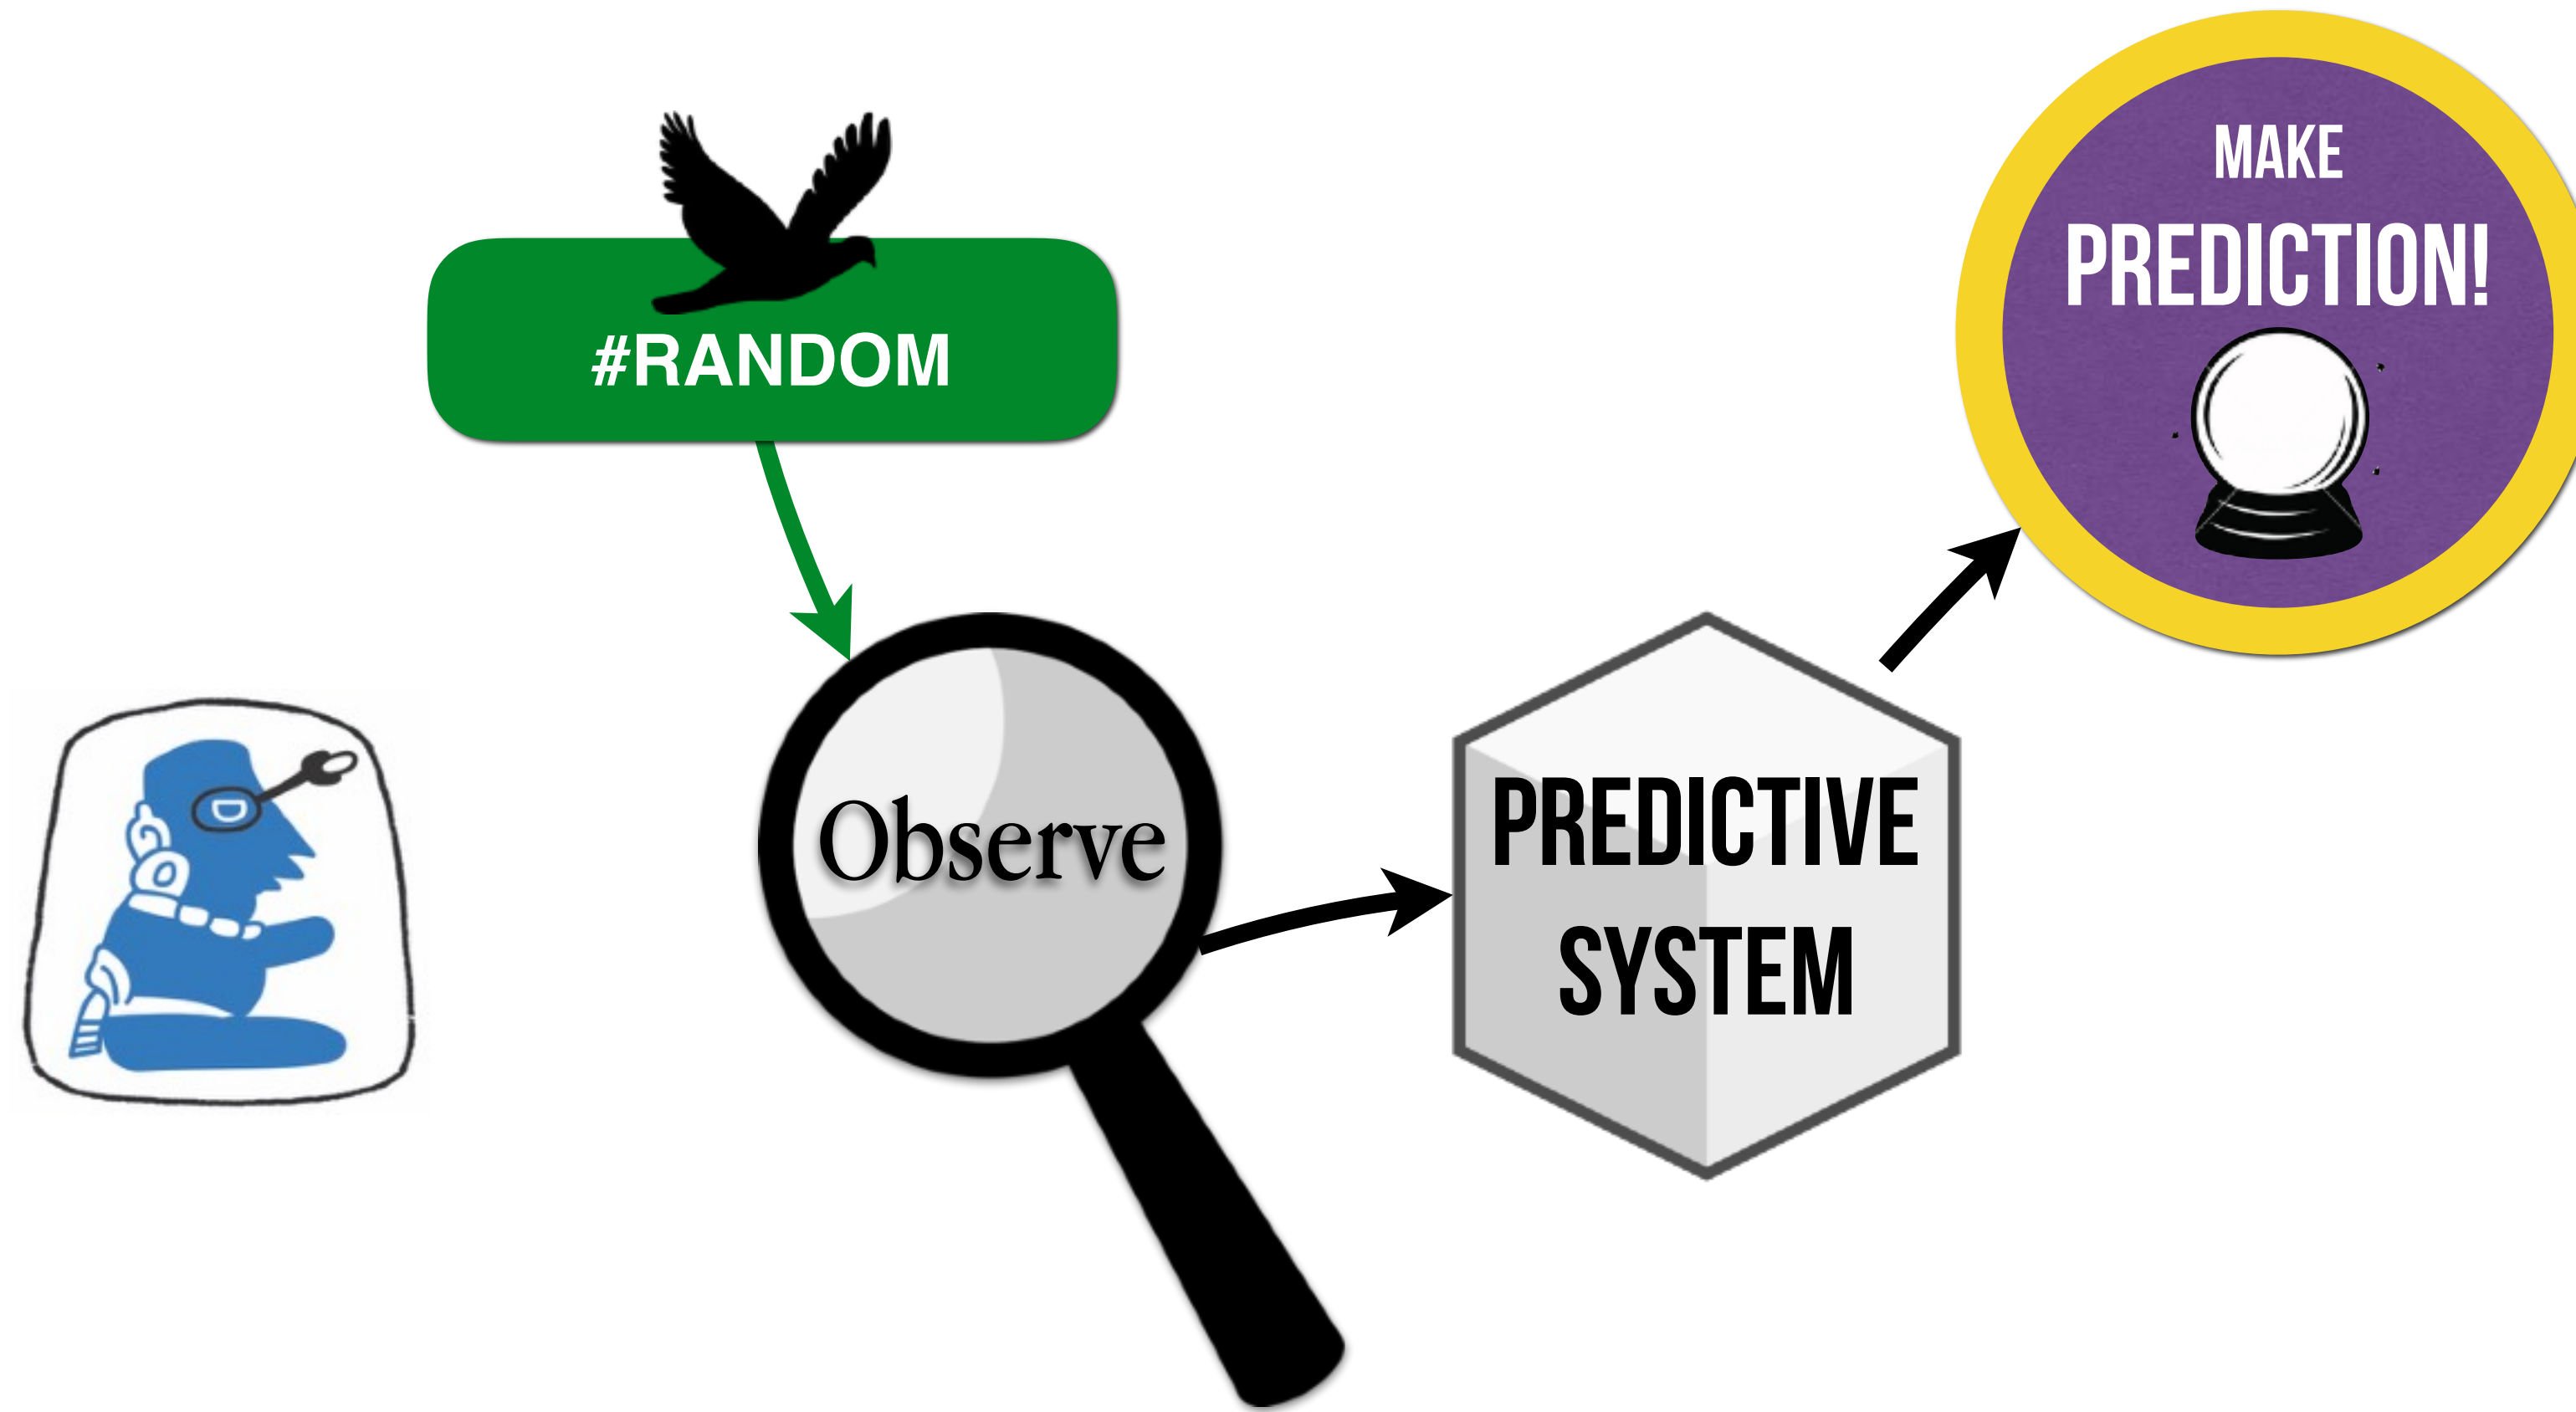 #RANDOM
Observe
PREDICTIVE
SYSTEM
MAKE
PREDICTION!